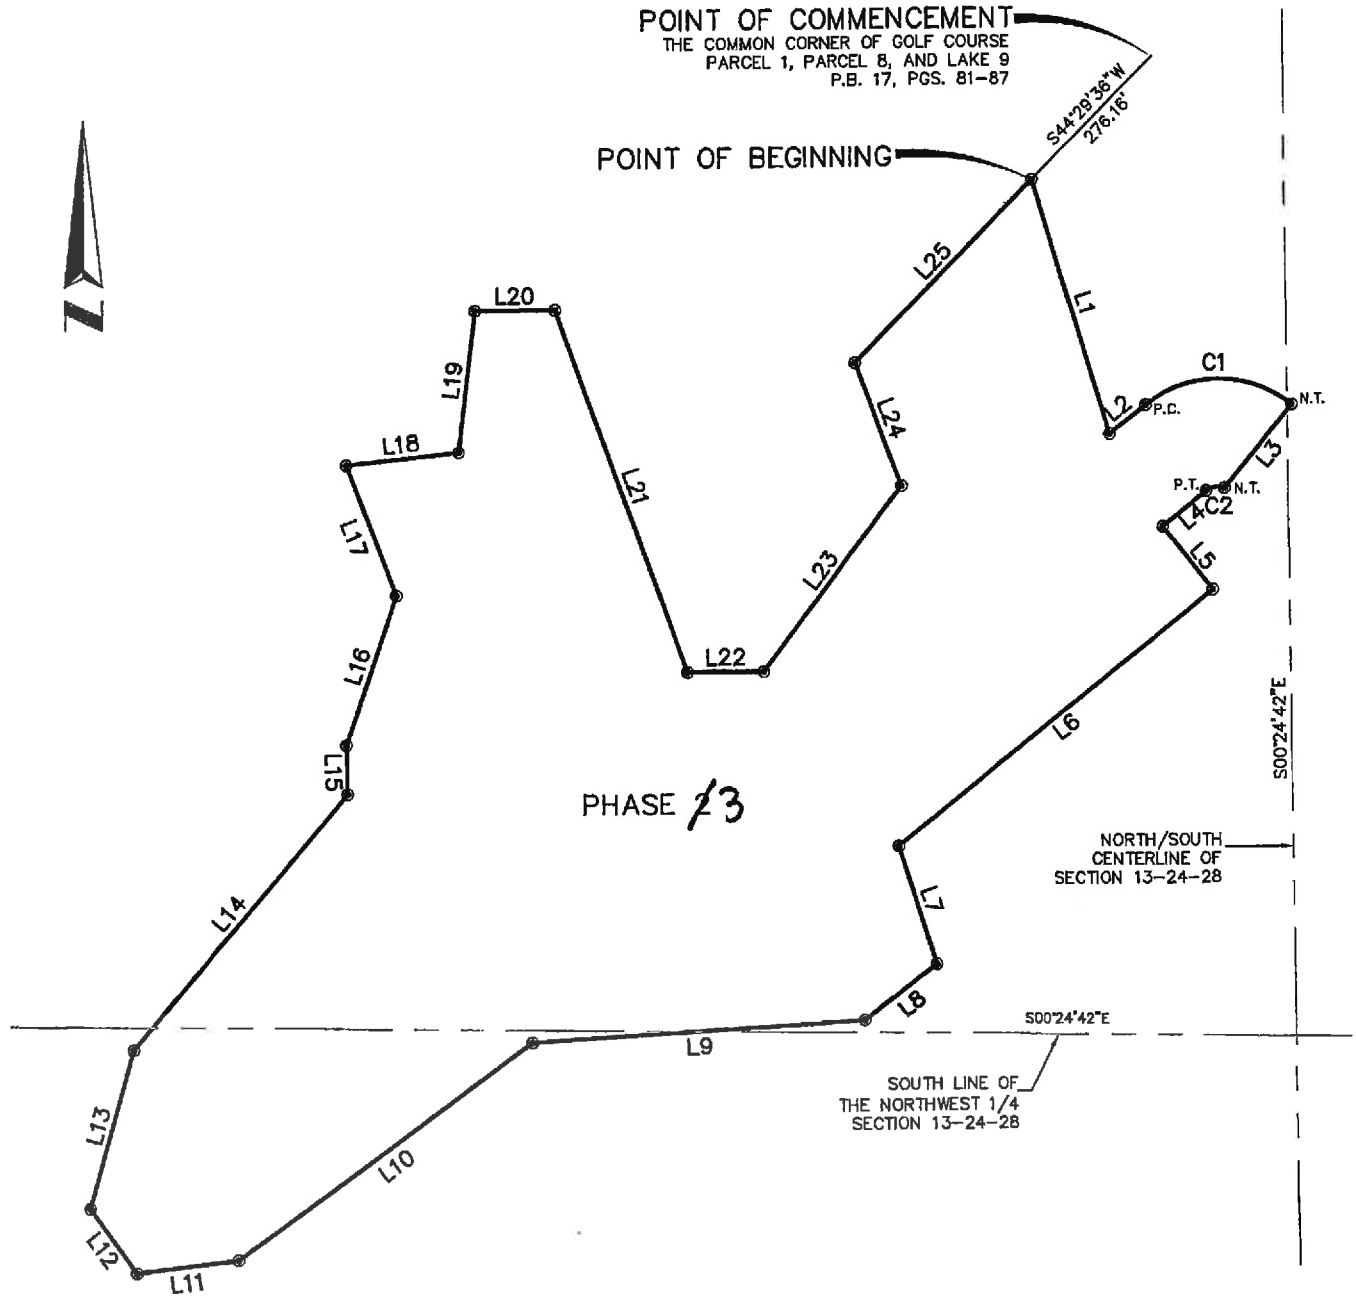 POINT OF COMMENCEMENT
THE COMMON CORNER OF GOLF COURSE
PARCEL 1, PARCEL 8, AND LAKE 9
P.B. 17, PGS. 81-87
S44°29'36"W
276.16'
POINT OF BEGINNING
N
L25
L1
L20
C1
L19
L2
P.C.
N.T.
L24
L18
L3
L21
P.T.
N.T.
C2
L4
L17
L5
L23
L16
L22
L6
S00°24'42"E
L15
PHASE 3
NORTH/SOUTH
CENTERLINE OF
SECTION 13-24-28
L7
L14
L8
S00°24'42"E
L9
SOUTH LINE OF
THE NORTHWEST 1/4
SECTION 13-24-28
L13
L10
L12
L11